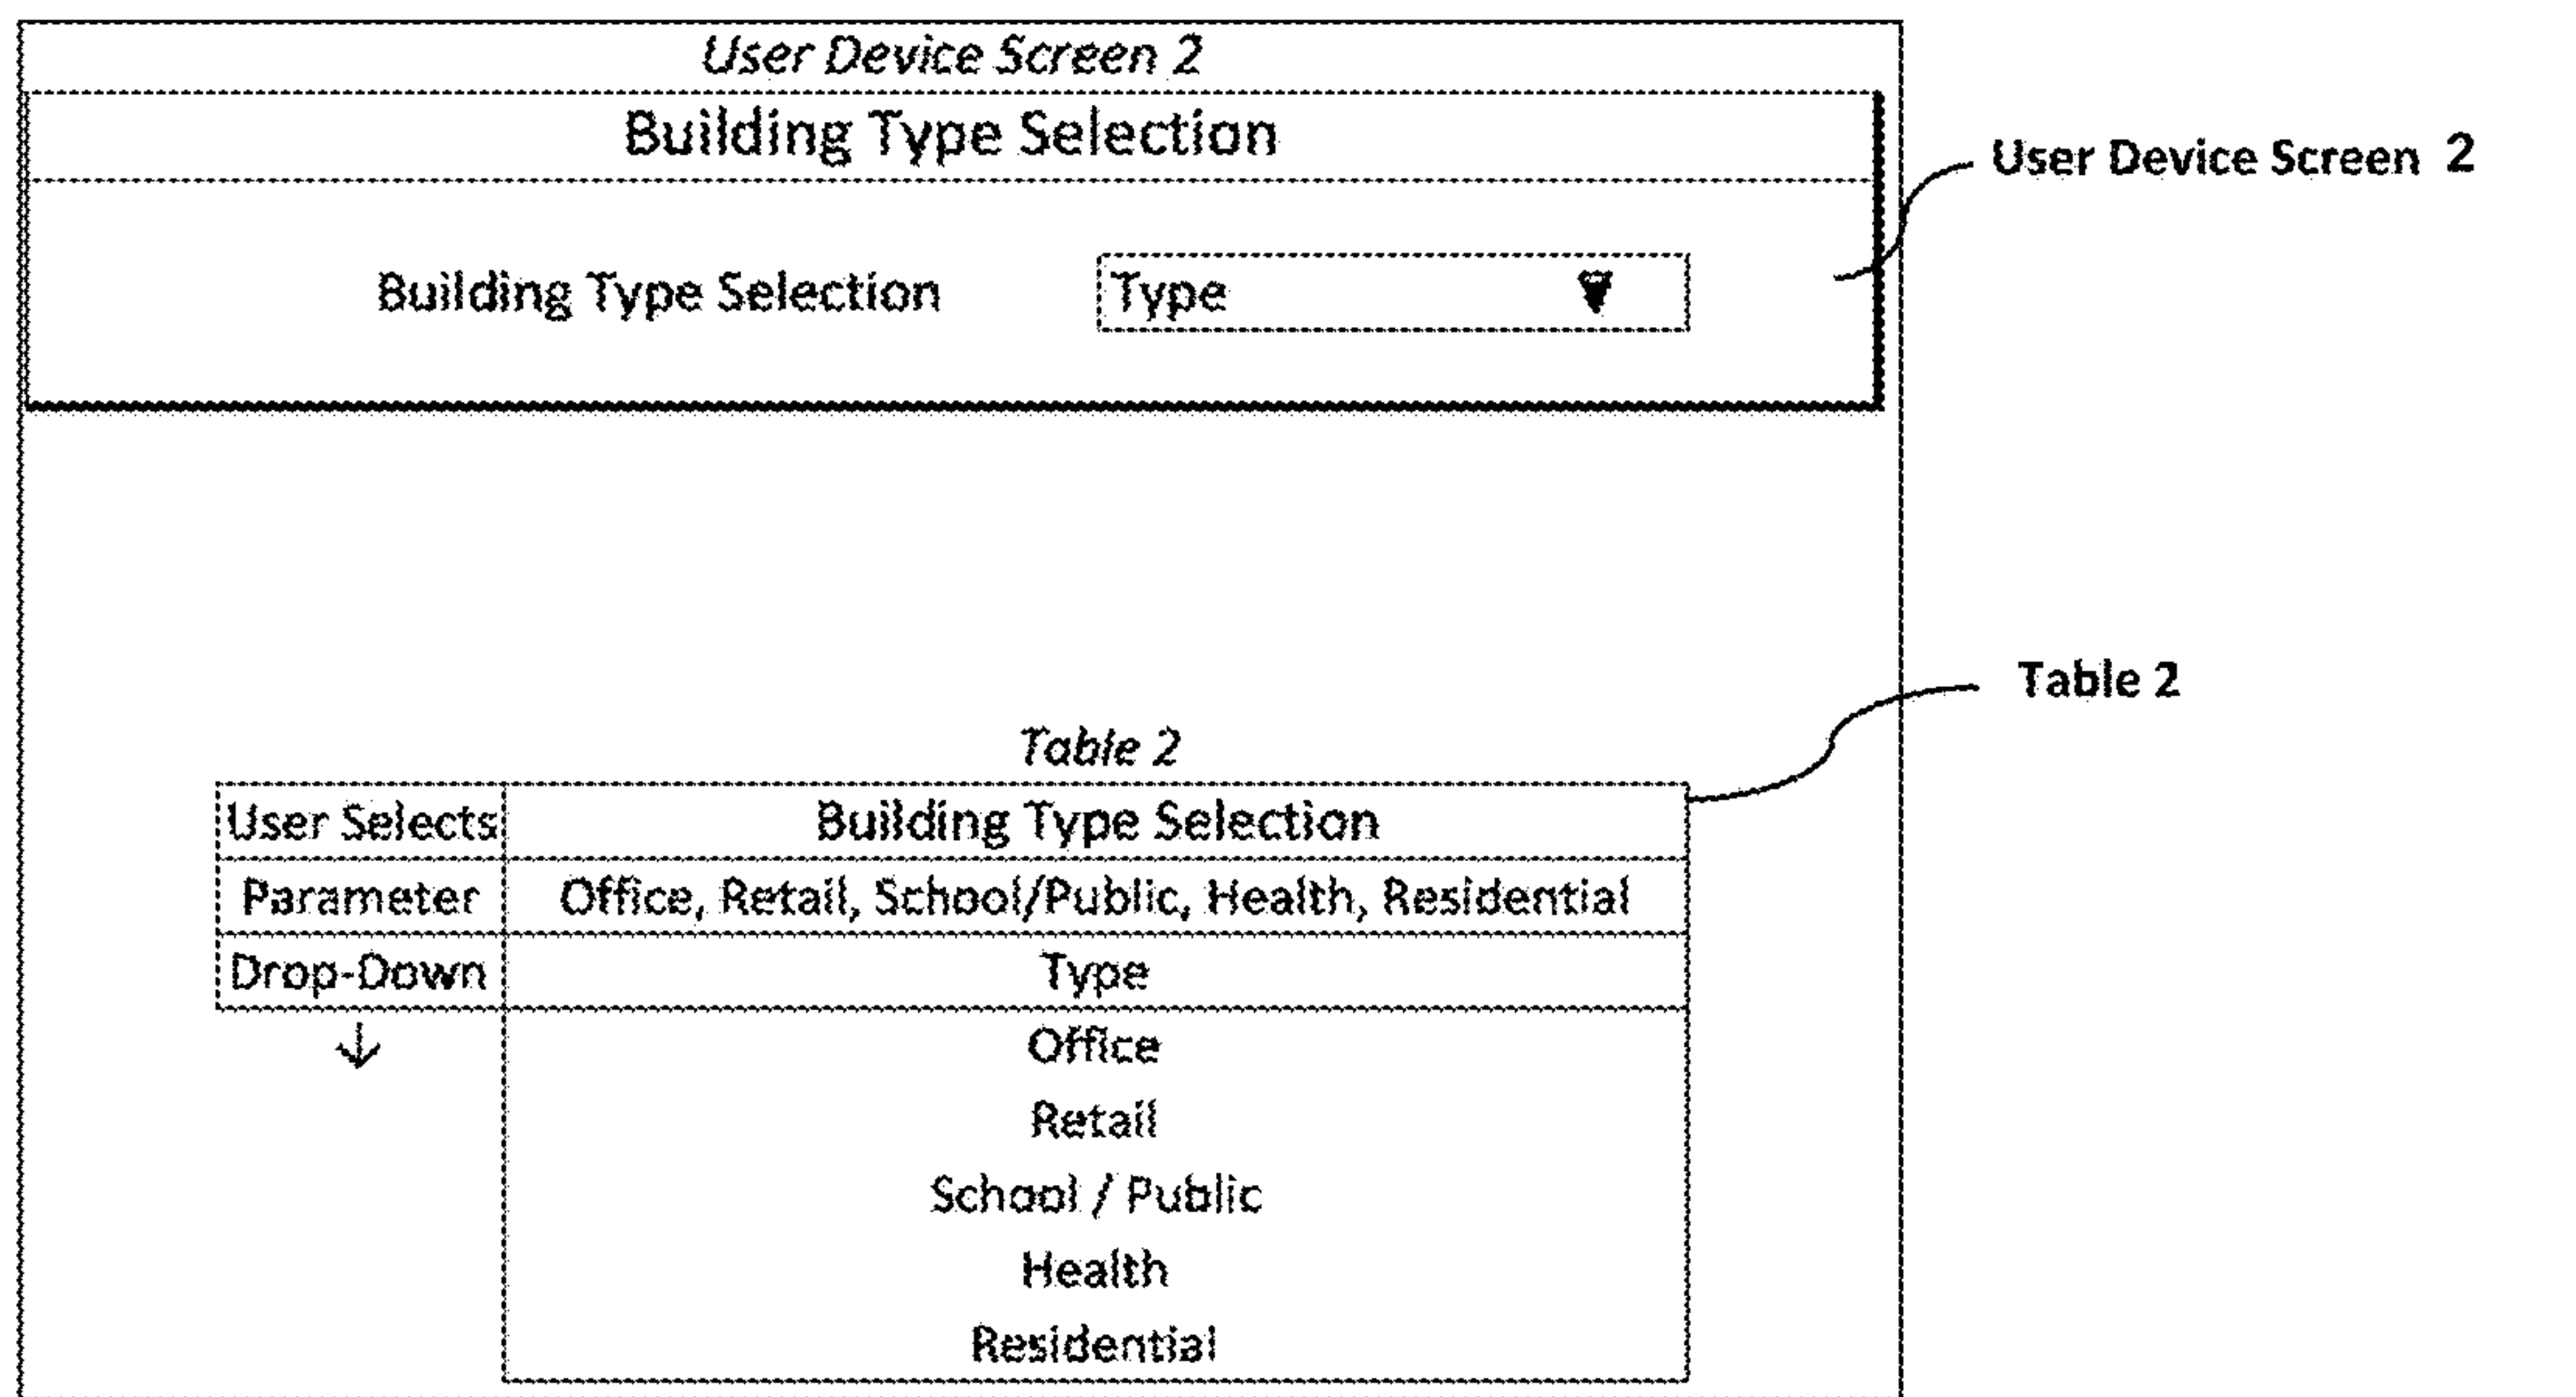 User Device Screen 2
Building Type Selection
User Device Screen 2
Building Type Selection Type
Table 2
Table 2
User Selects Building Type Selection
Parameter Office, Retail, School/Public, Health, Residential
Drop-Down Type
Office
Retail
School / Public
Health
Residential